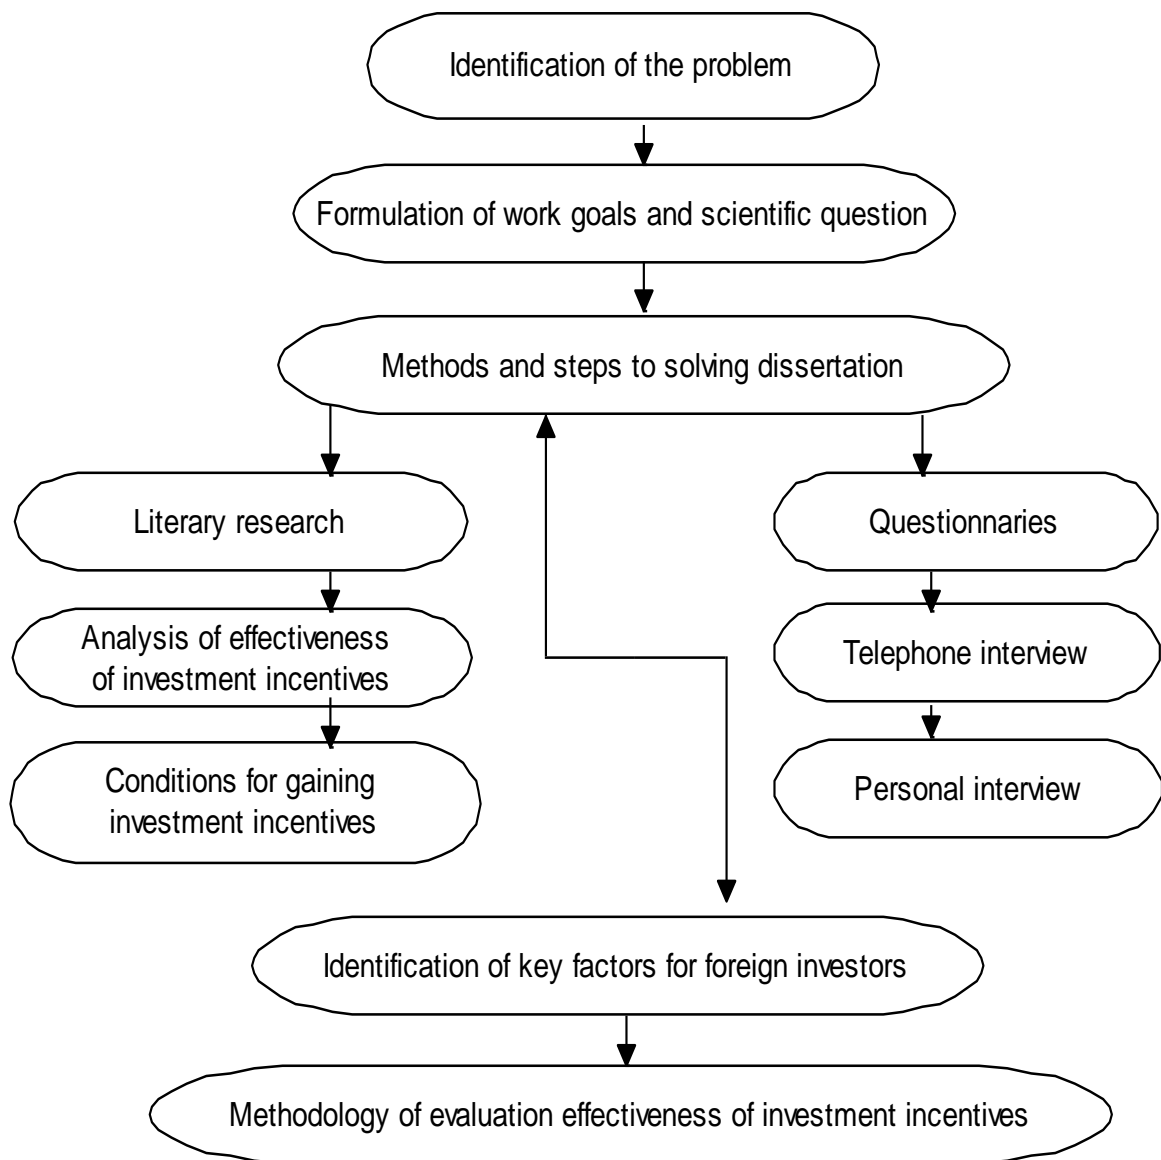 Identification of the problem
Formulation of work goals and scientific question
Methods and steps to solving dissertation
Literary research
Analysis of effectiveness
of investment incentives
Conditions for gaining
investment incentives
Questionnaries
Telephone interview
Personal interview
Identification of key factors for foreign investors
Methodology of evaluation effectiveness of investment incentives